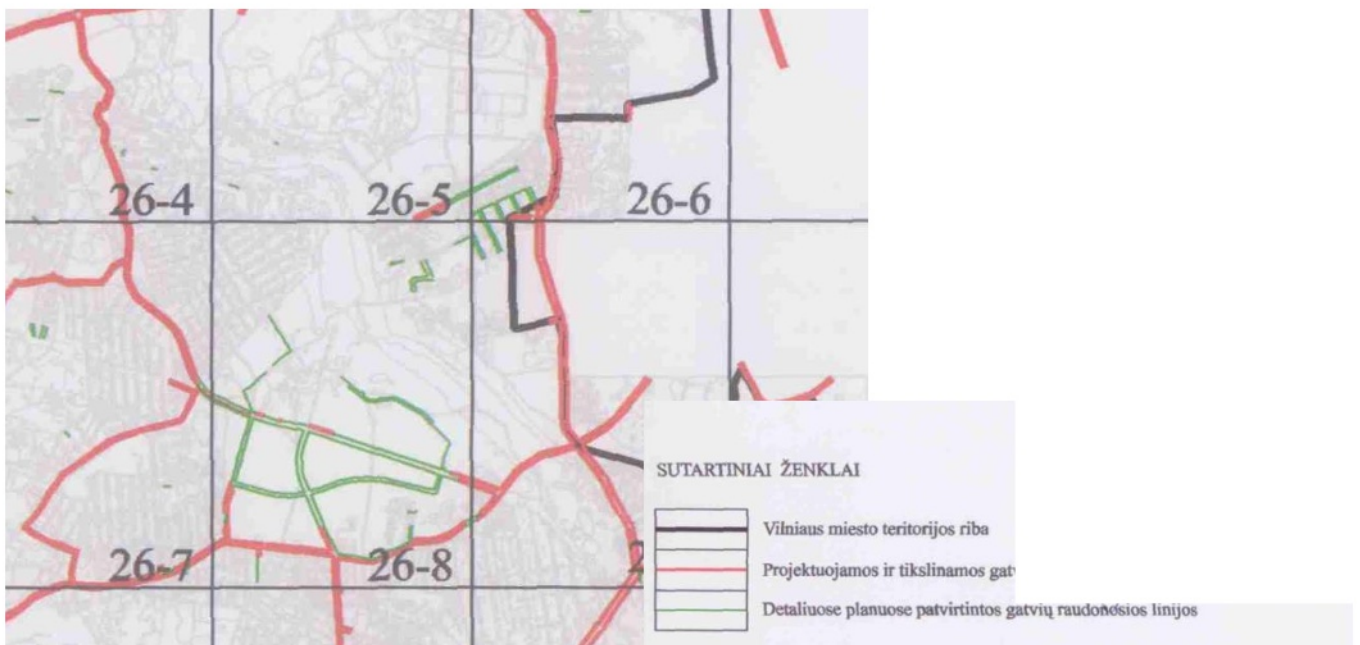 26-4
26-5
26-6
26-7
26-8
SUTARTINIAI ŽENKLAI
Vilniaus miesto teritorijos riba
Projektuojamos ir tikslinamos
Detaliuose planuose patvirtintos gatvių raudonosios linijos